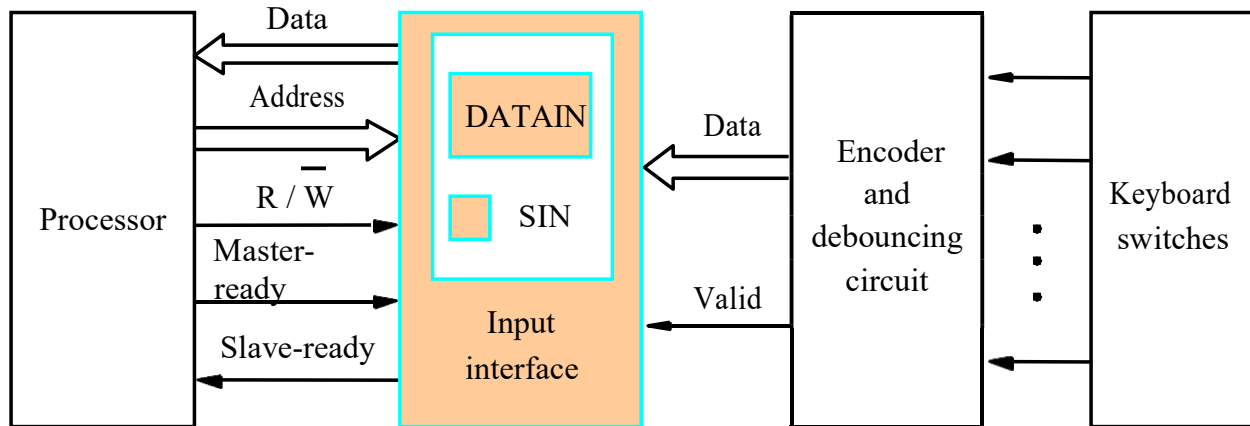 Data
Address
R / W
Master-
ready
Slave-ready
Processor
DATAIN
SIN
Input
interface
Data
Valid
Encoder
and
debouncing
circuit
Keyboard
switches